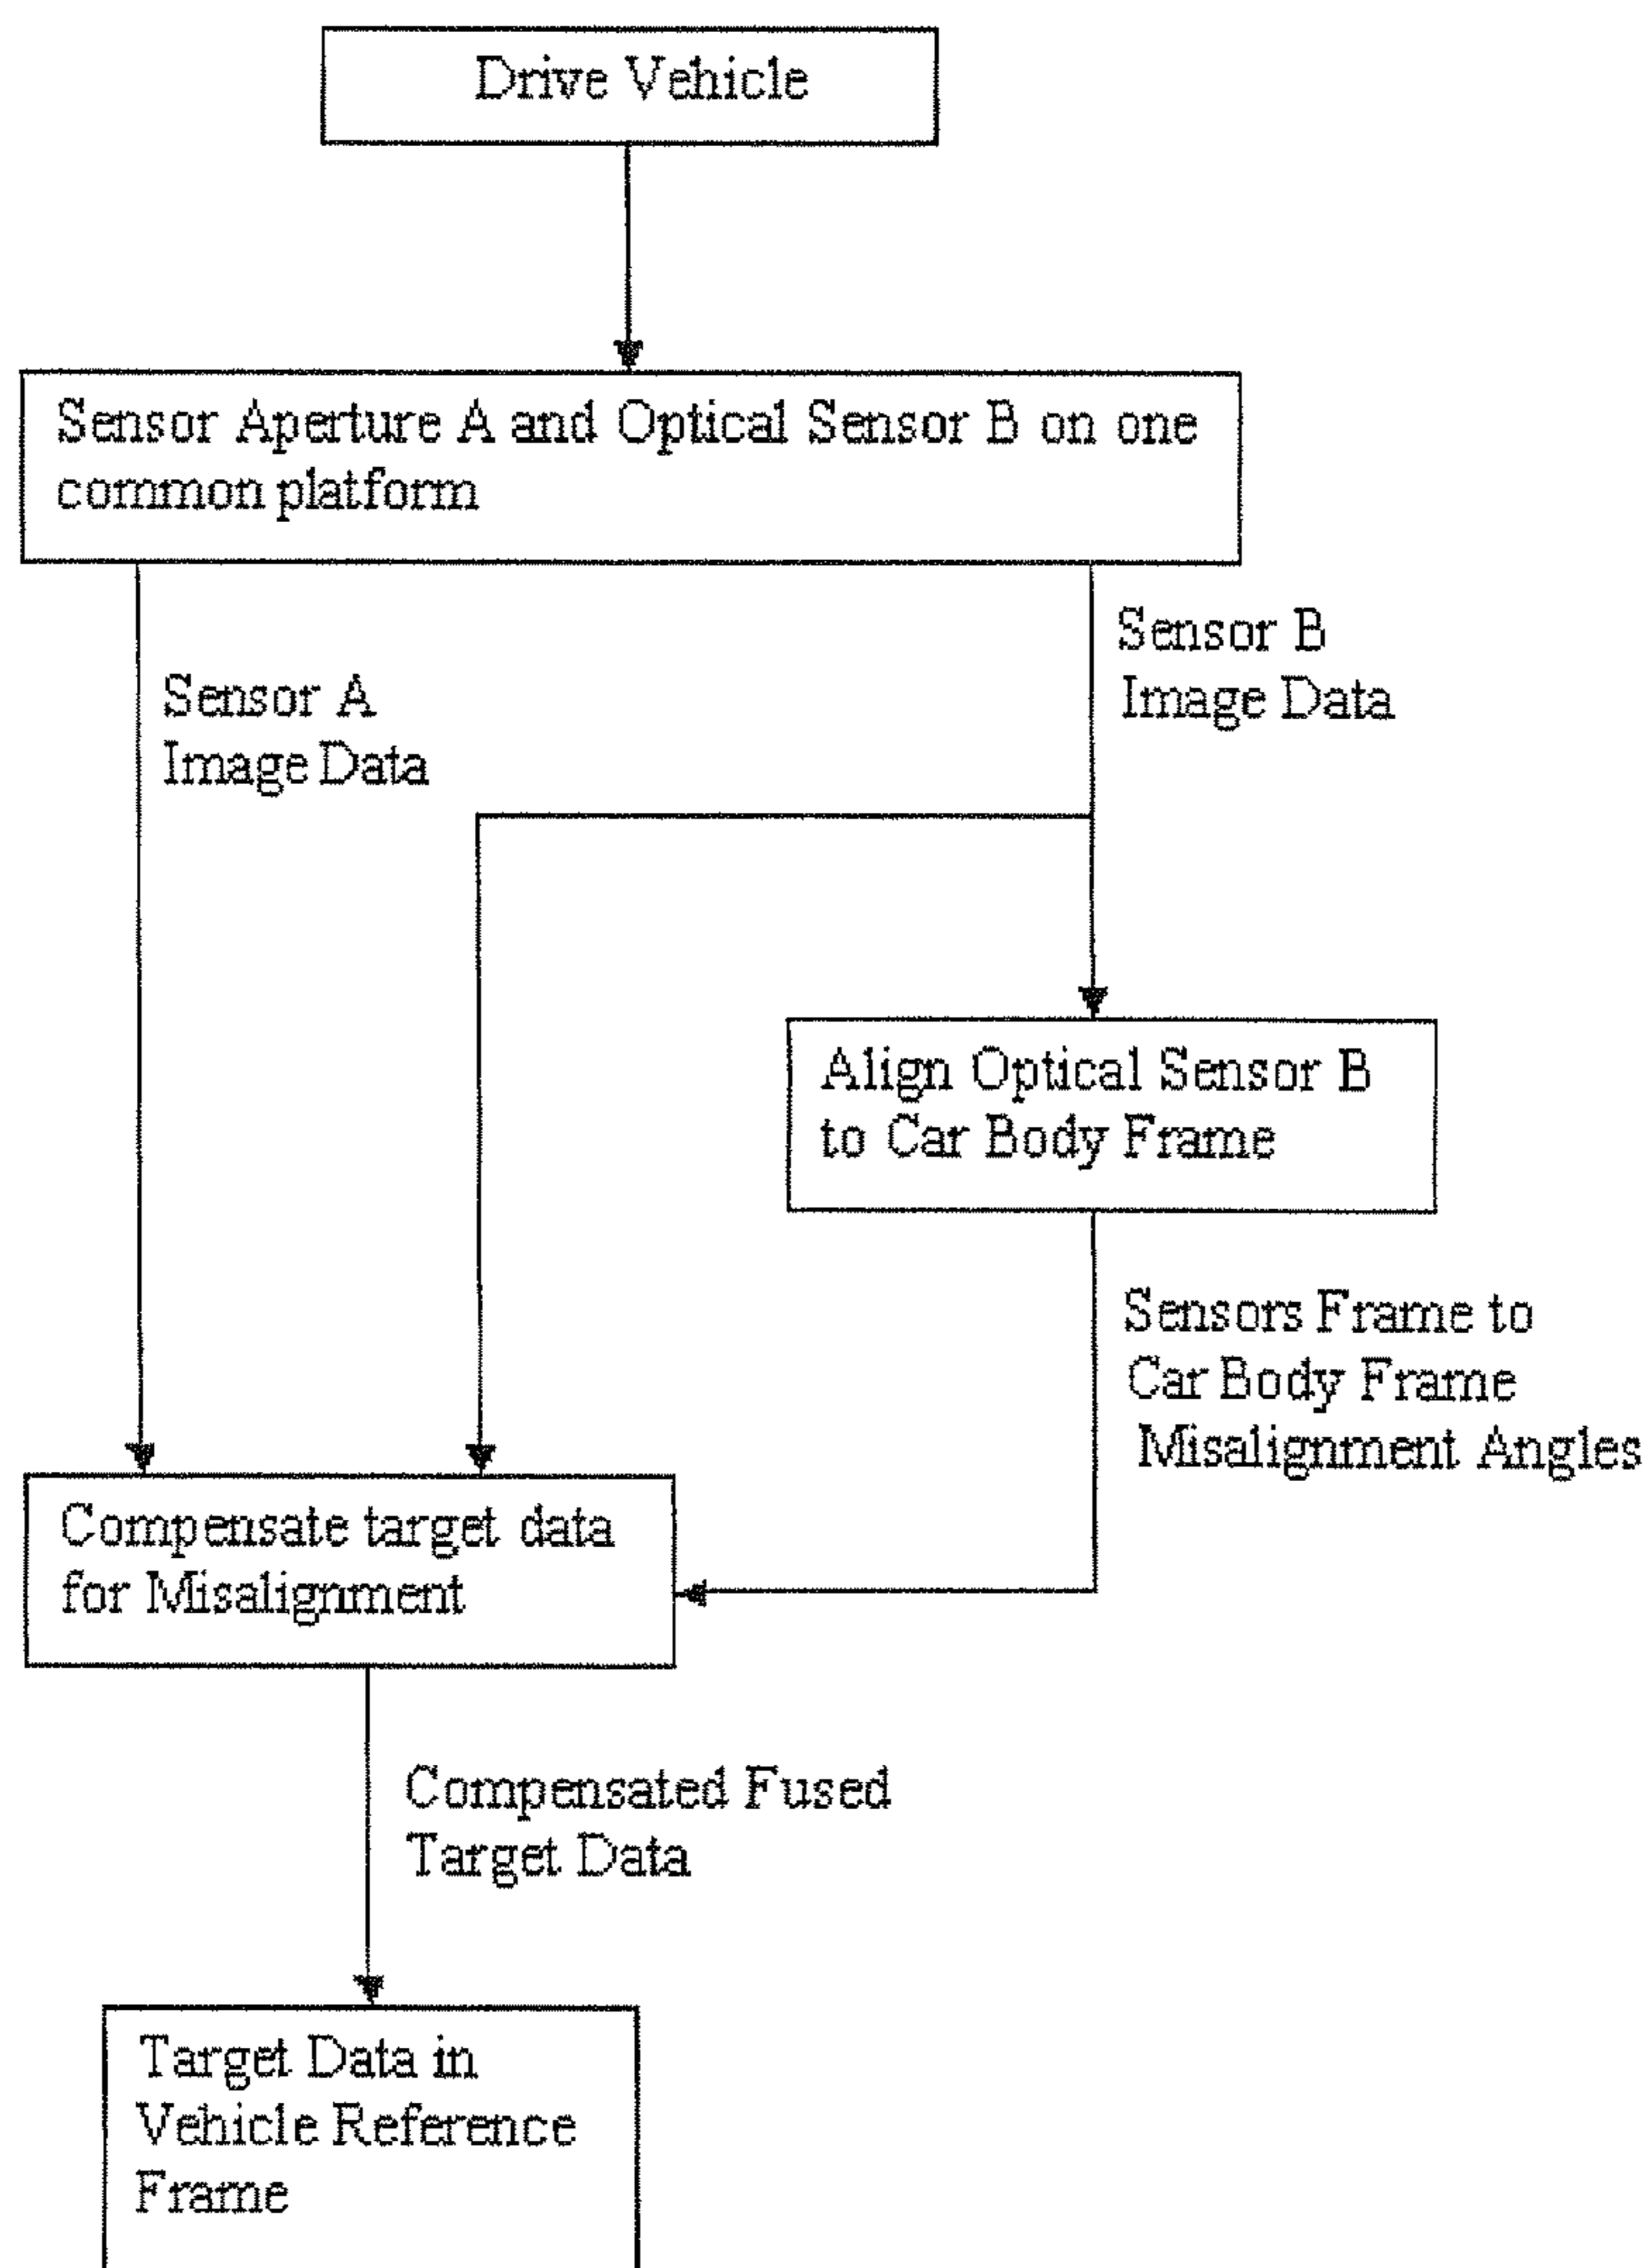 Drive Vehicle
Sensor Aperture A and Optical Sensor B on one
common platform
Sensor B
Image Data
Sensor A
Image Data
Align Optical Sensor B
to Car Body Frame
Sensors Frame to
Car Body Frame
Misalignment Angles
Compensate target data
for Misalignment
Compensated Fused
Target Data
Target Data in
Vehicle Reference
Frame